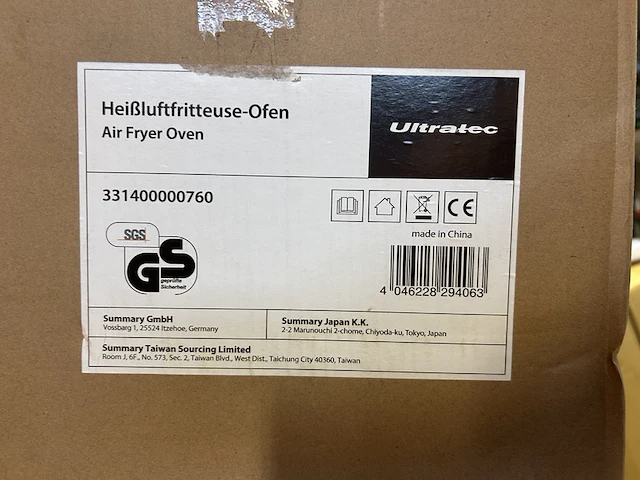 Heißluftfritteuse-Ofen
Air Fryer Oven
Ultratec
331400000760
CE
made in China
SGS
GS
geprüfte
Sicherheit
4 046228 294063
Summary GmbH
Vossbarg 1, 25524 Itzehoe, Germany
Summary Japan K.K.
2-2 Marunouchi 2-chome, Chiyoda-ku, Tokyo, Japan
Summary Taiwan Sourcing Limited
Room J, 6F., No. 573, Sec. 2, Taiwan Blvd., West Dist., Taichung City 40360, Taiwan